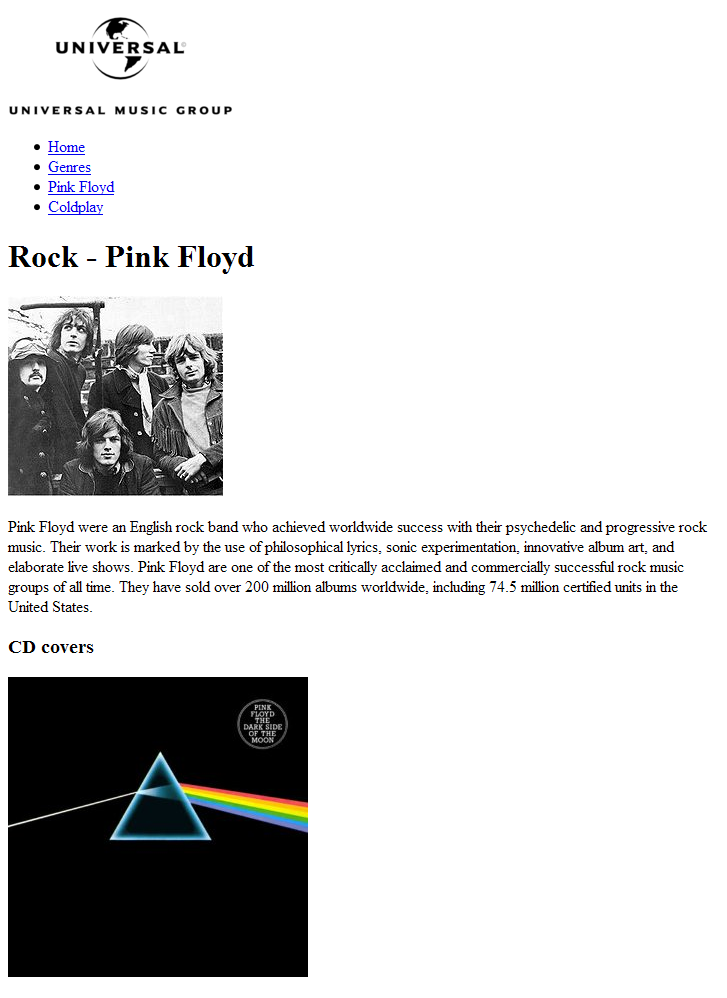 UNIVERSAL
UNIVERSAL MUSIC GROUP
Home
Genres
Pink Floyd
Coldplay
Rock - Pink Floyd
Pink Floyd were an English rock band who achieved worldwide success with their psychedelic and progressive rock
music. Their work is marked by the use of philosophical lyrics, sonic experimentation, innovative album art, and
elaborate live shows. Pink Floyd are one of the most critically acclaimed and commercially successful rock music
groups of all time. They have sold over 200 million albums worldwide, including 74.5 million certified units in the
United States.
CD covers
PINK
FLOYD
THE
DARK SIDE
OF THE
MOON